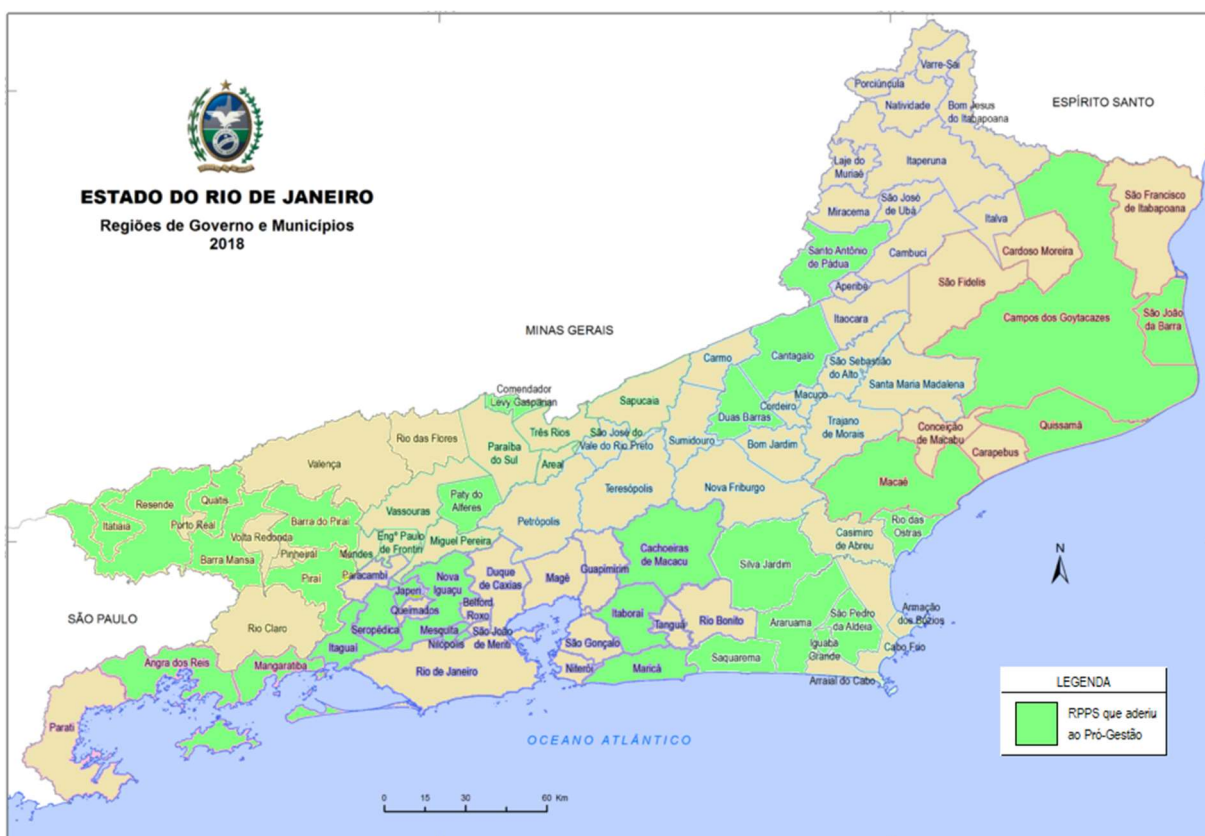 ESTADO DO RIO DE JANEIRO
Regiões de Governo e Municípios
2018
ESPÍRITO SANTO
MINAS GERAIS
SÃO PAULO
OCEANO ATLÂNTICO
Varre-Sai
Porciúncula
Natividade
Bom Jesus
do Itabapoana
Laje do
Muriaé
Itaperuna
São Francisco
de Itabapoana
Miracema
São José
de Ubá
Italva
Santo Antônio
de Pádua
Cambuci
Cardoso Moreira
Aperibé
São Fidelis
Itaocara
Campos dos Goytacazes
São João
da Barra
Carmo
Cantagalo
São Sebastião
do Alto
Santa Maria Madalena
Comendador
Levy Gasparian
Sapucaia
Duas Barras
Cordeiro
Macuco
Trajano
de Morais
Conceição
de Macabu
Quissamã
Carapebus
Rio das Flores
Três Rios
Paraíba
do Sul
São José do
Vale do Rio Preto
Sumidouro
Bom Jardim
Valença
Areal
Teresópolis
Nova Friburgo
Macaé
Resende
Quatis
Itatiaia
Porto Real
Barra do Piraí
Vassouras
Paty do
Alferes
Petrópolis
Rio das
Ostras
Volta Redonda
Pinheiral
Barra Mansa
Mendes
Engº Paulo
de Frontin
Miguel Pereira
Cachoeiras
de Macacu
Casimiro
de Abreu
Piraí
Paracambi
Japeri
Nova
Iguaçu
Duque
de Caxias
Magé
Guapimirim
Silva Jardim
Queimados
Belford
Roxo
Seropédica
Mesquita
Nilópolis
São João
de Meriti
Itaboraí
Tanguá
Rio Bonito
Araruama
São Pedro
da Aldeia
Armação
dos Búzios
Rio Claro
Itaguaí
São Gonçalo
Niterói
Maricá
Saquarema
Iguaba
Grande
Cabo Frio
Arraial do Cabo
Angra dos Reis
Mangaratiba
Rio de Janeiro
Parati
N
0 15 30 60 Km
LEGENDA
RPPS que aderiu
ao Pró-Gestão